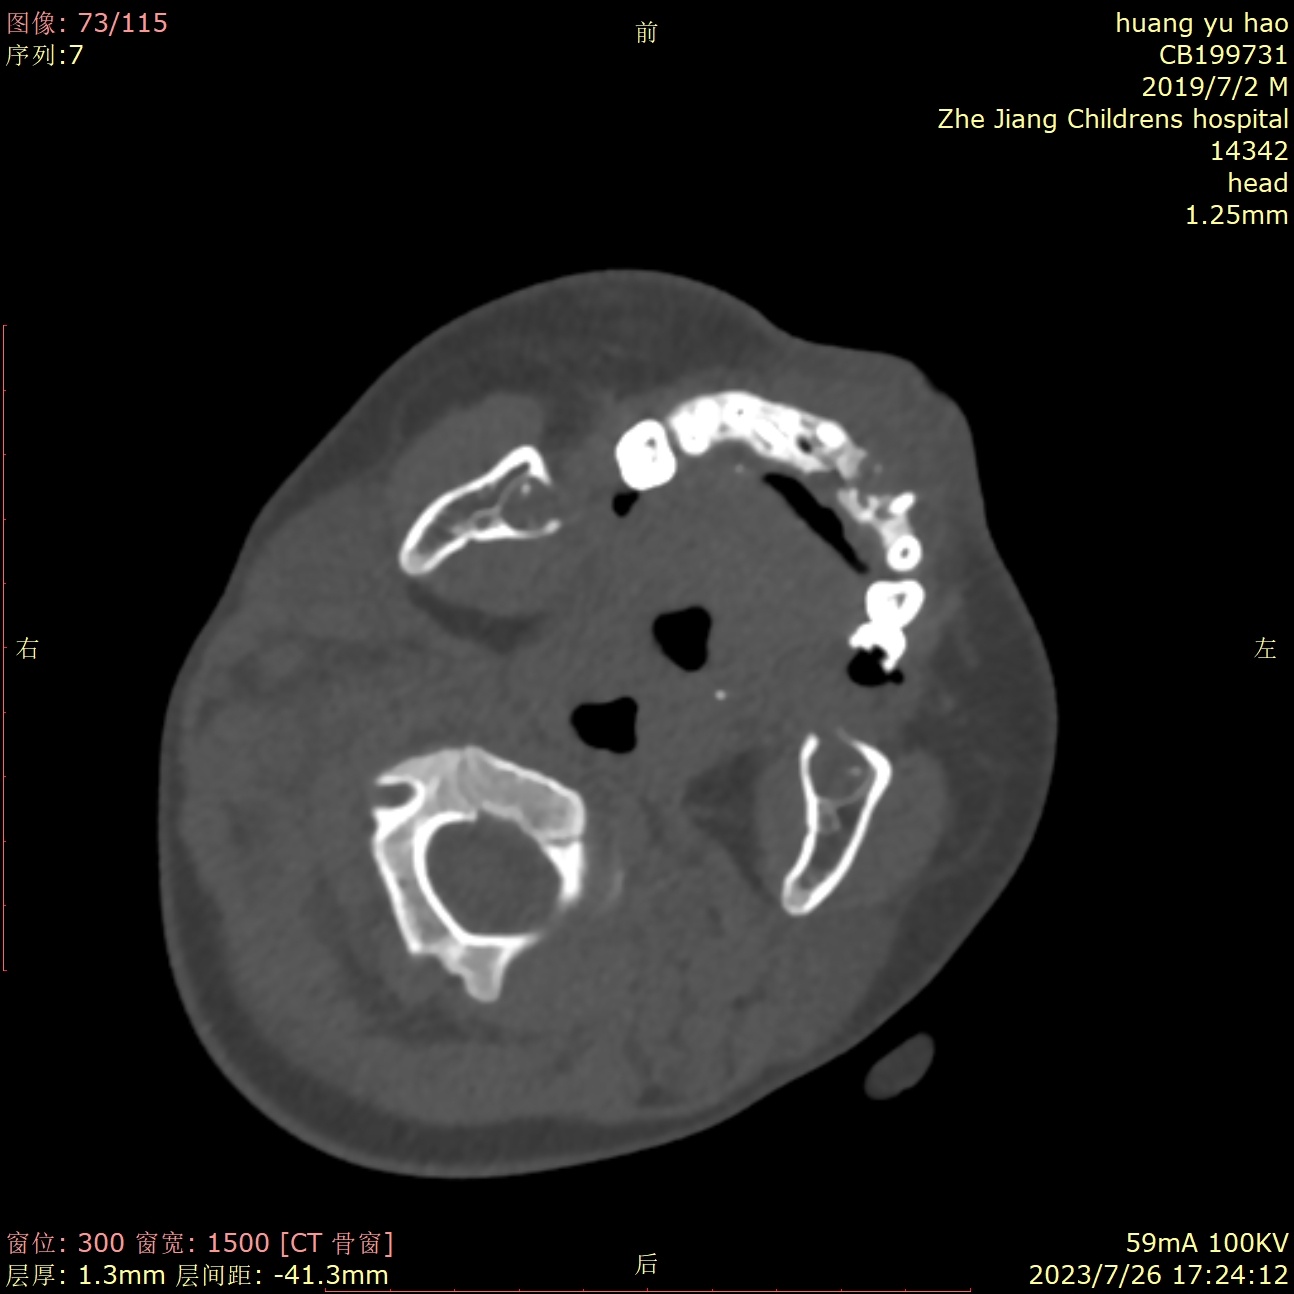 图像: 73/115
序列:7
前
huang yu hao
CB199731
2019/7/2 M
Zhe Jiang Childrens hospital
14342
head
1.25mm
右
左
窗位: 300 窗宽: 1500 [CT 骨窗]
层厚: 1.3mm 层间距: -41.3mm
后
59mA 100KV
2023/7/26 17:24:12